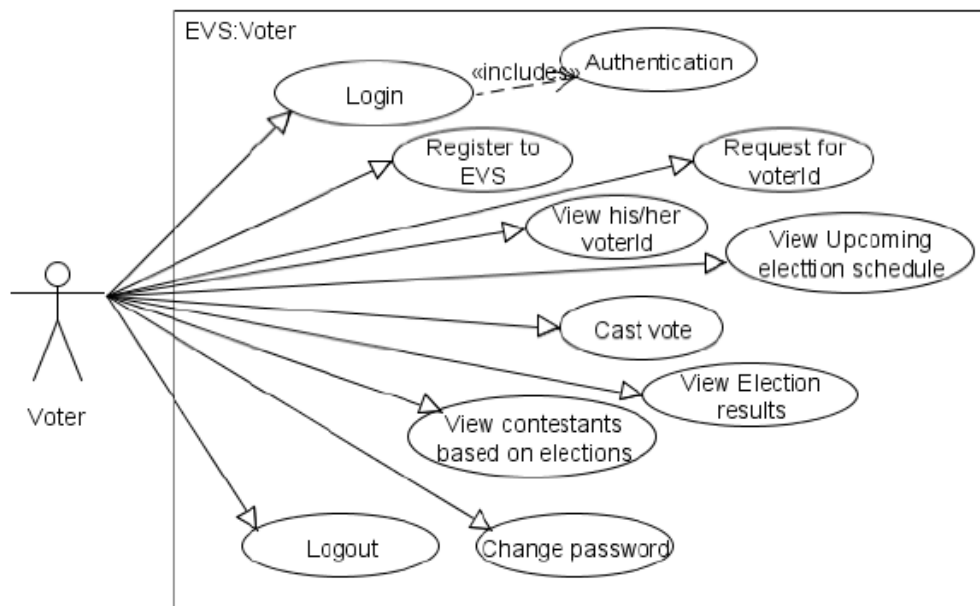 EVS:Voter
Authentication
«includes»
Login
Register to
EVS
Request for
voterId
View his/her
voterId
View Upcoming
electtion schedule
Cast vote
View Election
results
View contestants
based on elections
Voter
Logout
Change password